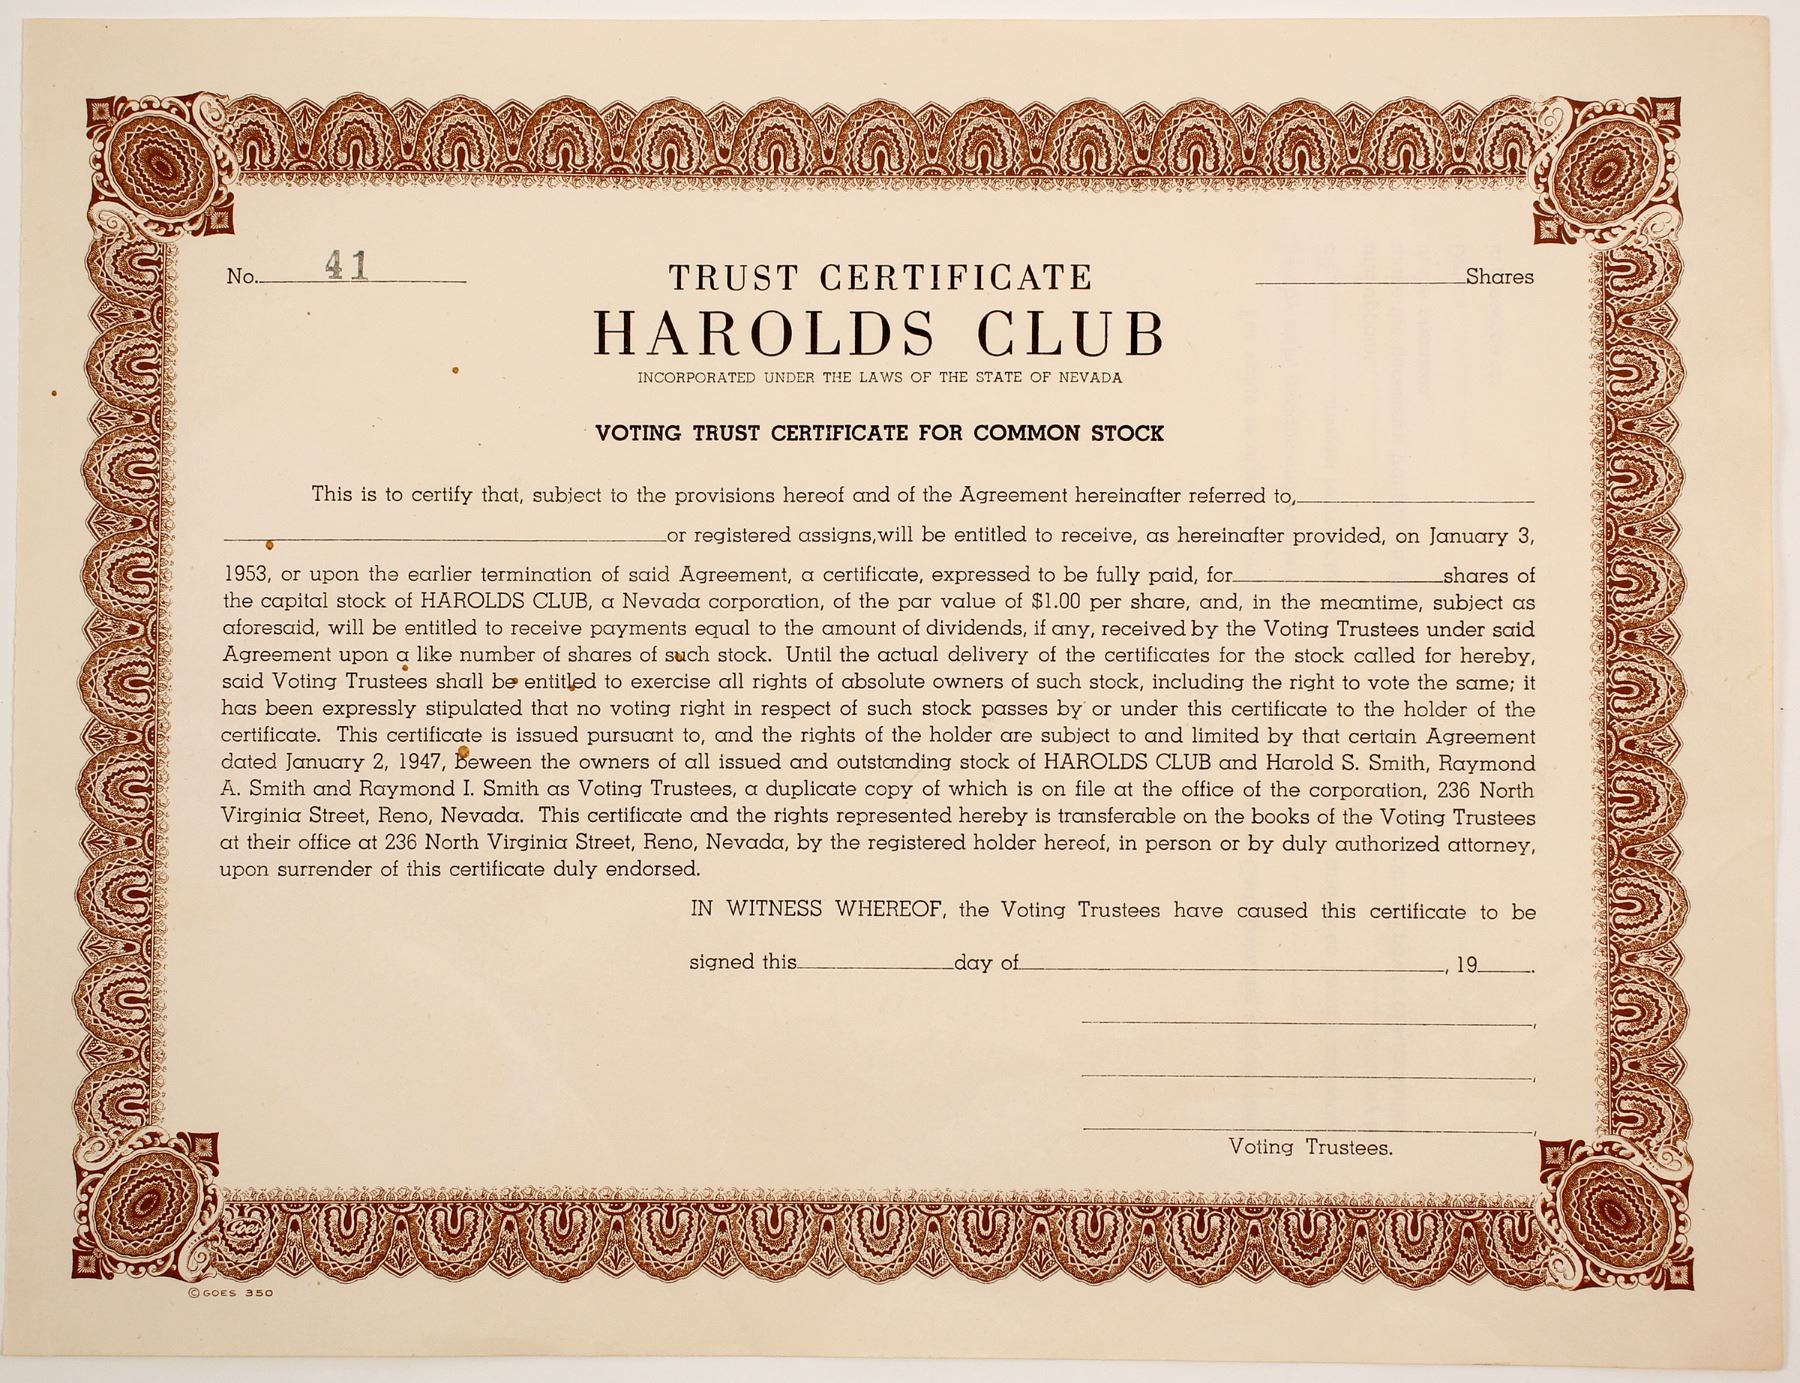 No. 41 TRUST CERTIFICATE Shares
HAROLDS CLUB
INCORPORATED UNDER THE LAWS OF THE STATE OF NEVADA
VOTING TRUST CERTIFICATE FOR COMMON STOCK
This is to certify that, subject to the provisions hereof and of the Agreement hereinafter referred to,
or registered assigns, will be entitled to receive, as hereinafter provided, on January 3,
1953, or upon the earlier termination of said Agreement, a certificate, expressed to be fully paid, for shares of
the capital stock of HAROLDS CLUB, a Nevada corporation, of the par value of $1.00 per share, and, in the meantime, subject as
aforesaid, will be entitled to receive payments equal to the amount of dividends, if any, received by the Voting Trustees under said
Agreement upon a like number of shares of such stock. Until the actual delivery of the certificates for the stock called for hereby,
said Voting Trustees shall be entitled to exercise all rights of absolute owners of such stock, including the right to vote the same; it
has been expressly stipulated that no voting right in respect of such stock passes by or under this certificate to the holder of the
certificate. This certificate is issued pursuant to, and the rights of the holder are subject to and limited by that certain Agreement
dated January 2, 1947, Beween the owners of all issued and outstanding stock of HAROLDS CLUB and Harold S. Smith, Raymond
A. Smith and Raymond I. Smith as Voting Trustees, a duplicate copy of which is on file at the office of the corporation, 236 North
Virginia Street, Reno, Nevada. This certificate and the rights represented hereby is transferable on the books of the Voting Trustees
at their office at 236 North Virginia Street, Reno, Nevada, by the registered holder hereof, in person or by duly authorized attorney,
upon surrender of this certificate duly endorsed.
IN WITNESS WHEREOF, the Voting Trustees have caused this certificate to be
signed this day of , 19 .
Voting Trustees.
Goes
© GOES 350